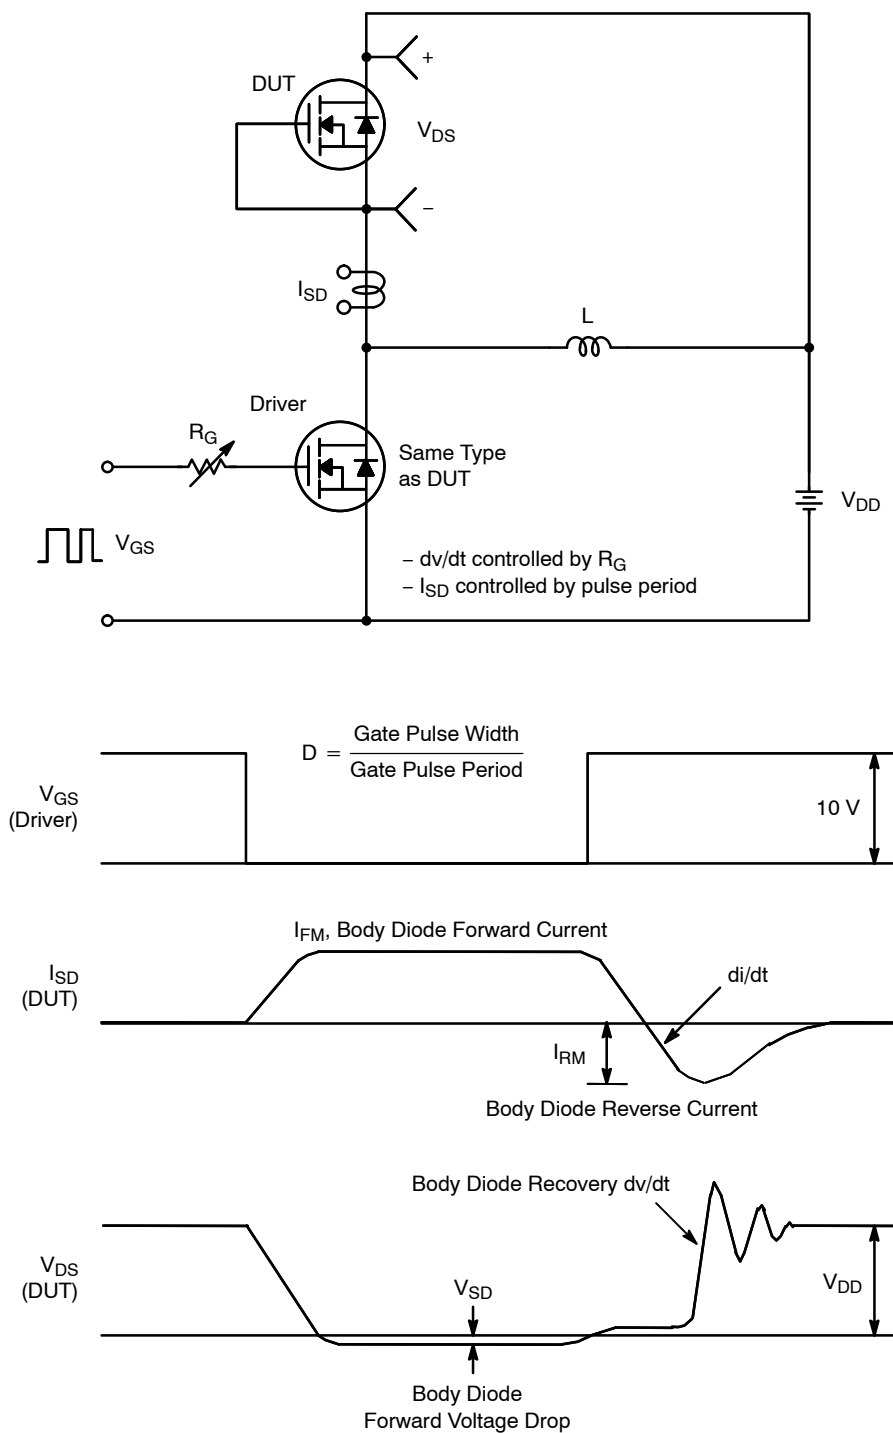 DUT
+
V_DS
−
I_SD
L
Driver
R_G
Same Type
as DUT
V_DD
V_GS
− dv/dt controlled by R_G
− I_SD controlled by pulse period
D = Gate Pulse Width
Gate Pulse Period
V_GS
(Driver)
10 V
I_FM, Body Diode Forward Current
I_SD
(DUT)
di/dt
I_RM
Body Diode Reverse Current
Body Diode Recovery dv/dt
V_DS
(DUT)
V_SD
V_DD
Body Diode
Forward Voltage Drop